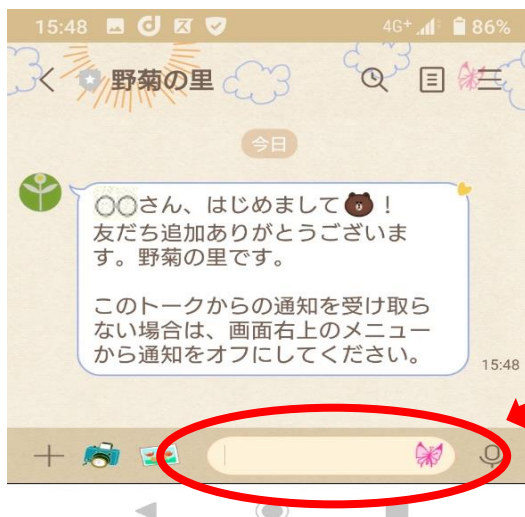 15:48 4G+ 86%
野菊の里
今日
〇〇さん、はじめまして！
友だち追加ありがとうございま
す。野菊の里です。
このトークからの通知を受け取ら
ない場合は、画面右上のメニュー
から通知をオフにしてください。
15:48